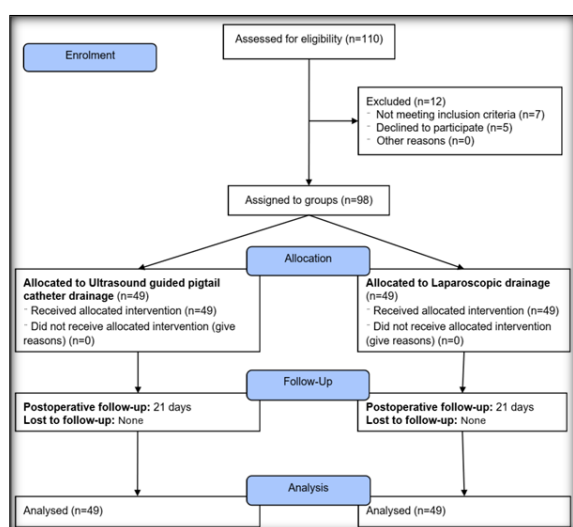 Assessed for eligibility (n=110)
Enrolment
Excluded (n=12)
- Not meeting inclusion criteria (n=7)
- Declined to participate (n=5)
- Other reasons (n=0)
Assigned to groups (n=98)
Allocation
Allocated to Ultrasound guided pigtail
catheter drainage (n=49)
- Received allocated intervention (n=49)
- Did not receive allocated intervention (give
reasons) (n=0)
Allocated to Laparoscopic drainage
(n=49)
- Received allocated intervention (n=49)
- Did not receive allocated intervention
(give reasons) (n=0)
Follow-Up
Postoperative follow-up: 21 days
Lost to follow-up: None
Postoperative follow-up: 21 days
Lost to follow-up: None
Analysis
Analysed (n=49)
Analysed (n=49)